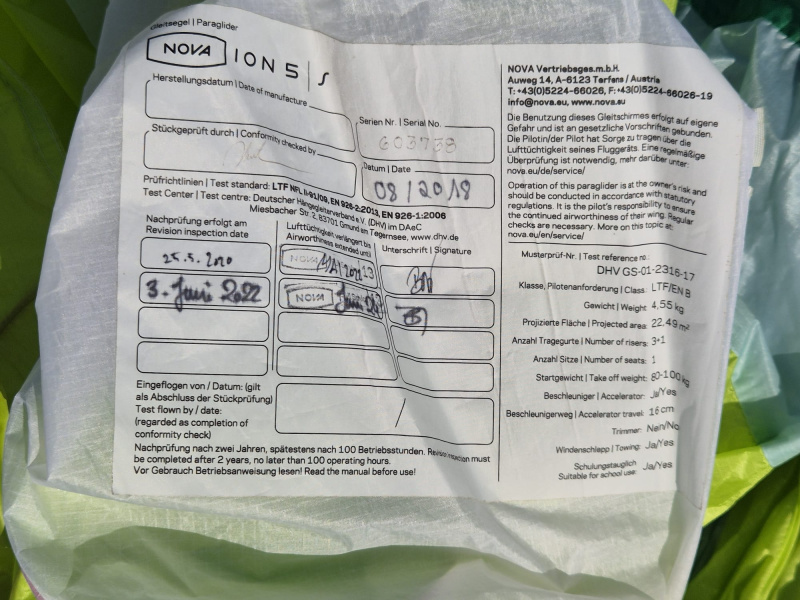 Gleitsegel | Paraglider
NOVA ION 5 | S
Herstellungsdatum | Date of manufacture
Serien Nr. | Serial No.
G03738
Stückgeprüft durch | Conformity checked by
Datum | Date
08 / 2018
Prüfrichtlinien | Test standard: LTF NFL II-91/09, EN 926-2:2013, EN 926-1:2006
Test Center | Test centre: Deutscher Hängegleiterverband e.V. (DHV) im DAeC
Miesbacher Str. 2, 83701 Gmund am Tegernsee, www.dhv.de
Nachprüfung erfolgt am
Revision inspection date
Lufttüchtigkeit verlängert bis
Airworthiness extended until
Unterschrift | Signature
25.5.2020
NOVA MAI 2022
3. Juni 2022
NOVA Juni
Eingeflogen von / Datum: (gilt
als Abschluss der Stückprüfung)
Test flown by / date:
(regarded as completion of
conformity check)
/
Nachprüfung nach zwei Jahren, spätestens nach 100 Betriebsstunden. must
be completed after 2 years, no later than 100 operating hours.
Vor Gebrauch Betriebsanweisung lesen! Read the manual before use!
NOVA Vertriebsges.m.b.H.
Auweg 14, A-6123 Terfens / Austria
T: +43(0)5224-66026, F: +43(0)5224-66026-19
info@nova.eu, www.nova.eu
Die Benutzung dieses Gleitschirmes erfolgt auf eigene
Gefahr und ist an gesetzliche Vorschriften gebunden.
Die Pilotin/der Pilot hat Sorge zu tragen über die
Lufttüchtigkeit seines Fluggeräts. Eine regelmäßige
Überprüfung ist notwendig, mehr darüber unter:
nova.eu/de/service/
Operation of this paraglider is at the owner's risk and
should be conducted in accordance with statutory
regulations. It is the pilot's responsibility to ensure
the continued airworthiness of their wing. Regular
checks are necessary. More on this topic at:
nova.eu/en/service/
Musterprüf-Nr. | Test reference no.:
DHV GS-01-2316-17
Klasse, Pilotenanforderung | Class: LTF/EN B
Gewicht | Weight: 4,55 kg
Projizierte Fläche | Projected area: 22.49 m²
Anzahl Tragegurte | Number of risers: 3+1
Anzahl Sitze | Number of seats: 1
Startgewicht | Take off weight: 80-100 kg
Beschleuniger | Accelerator: Ja/Yes
Beschleunigerweg | Accelerator travel: 16 cm
Trimmer: Nein/No
Windenschlepp | Towing: Ja/Yes
Schulungstauglich
Suitable for school use: Ja/Yes